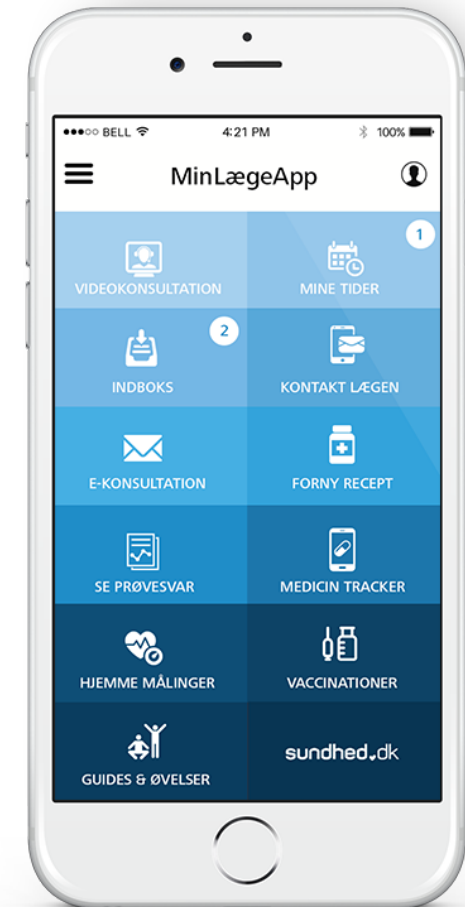 BELL 4:21 PM 100%
MinLægeApp
1
VIDEOKONSULTATION MINE TIDER
2
INDBOKS KONTAKT LÆGEN
E-KONSULTATION FORNY RECEPT
SE PRØVESVAR MEDICIN TRACKER
HJEMME MÅLINGER VACCINATIONER
GUIDES & ØVELSER sundhed.dk